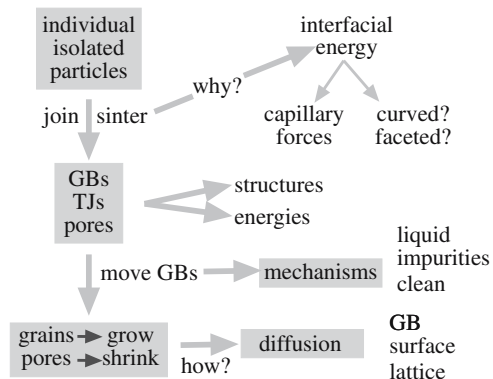 individual
isolated
particles
interfacial
energy
why?
join
sinter
capillary
forces
curved?
faceted?
GBs
TJs
pores
structures
energies
liquid
impurities
clean
move GBs
mechanisms
grains
grow
pores
shrink
how?
diffusion
GB
surface
lattice